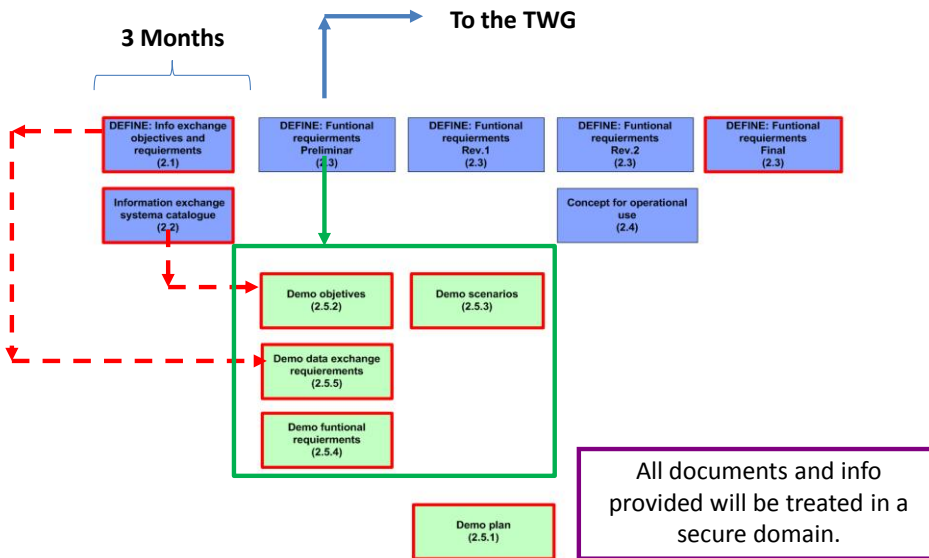 To the TWG
3 Months
DEFINE: Info exchange
objectives and
requierments
(2.1)
DEFINE: Funtional
requierments
Preliminar
(2.3)
DEFINE: Funtional
requierments
Rev.1
(2.3)
DEFINE: Funtional
requierments
Rev.2
(2.3)
DEFINE: Funtional
requierments
Final
(2.3)
Information exchange
systema catalogue
(2.2)
Concept for operational
use
(2.4)
Demo objetives
(2.5.2)
Demo scenarios
(2.5.3)
Demo data exchange
requierements
(2.5.5)
Demo funtional
requierments
(2.5.4)
All documents and info
provided will be treated in a
secure domain.
Demo plan
(2.5.1)